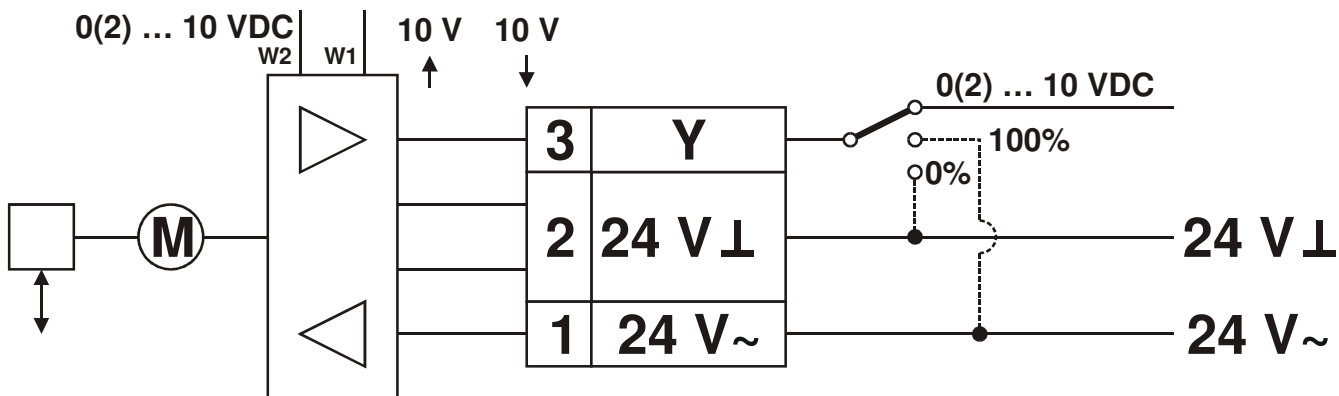 0(2) ... 10 VDC
W2 W1
10 V 10 V
0(2) ... 10 VDC
3 Y
100%
0%
2 24 V⊥
24 V⊥
M
1 24 V~
24 V~